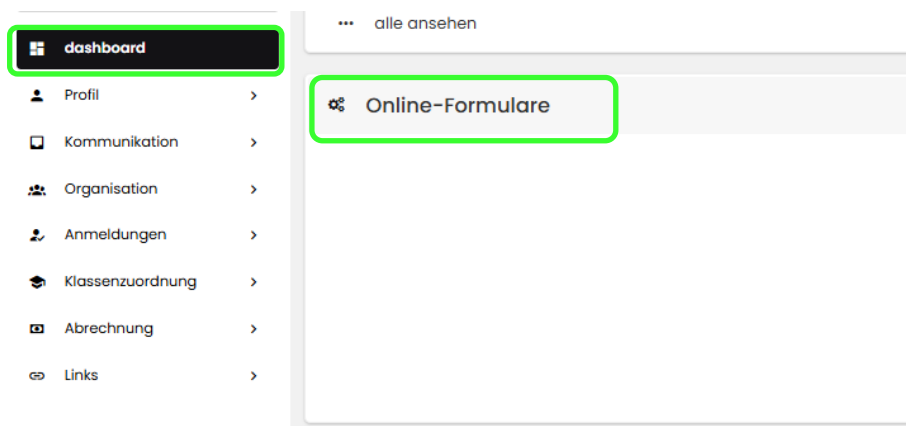 dashboard
Profil
Kommunikation
Organisation
Anmeldungen
Klassenzuordnung
Abrechnung
Links
alle ansehen
Online-Formulare